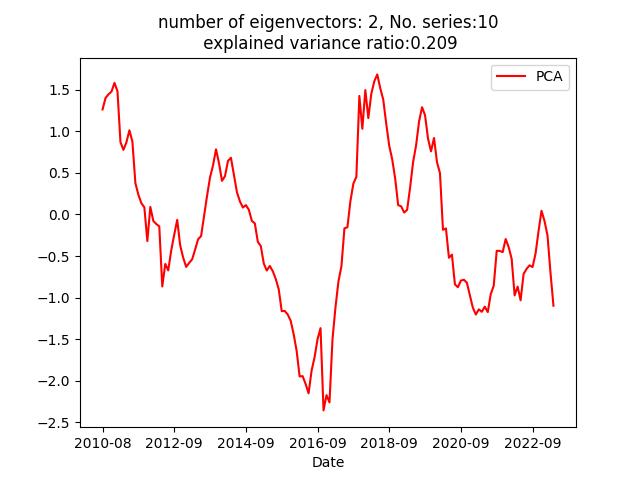 number of eigenvectors: 2, No. series:10
explained variance ratio:0.209
PCA
1.5
1.0
0.5
0.0
−0.5
−1.0
−1.5
−2.0
−2.5
2010-08 2012-09 2014-09 2016-09 2018-09 2020-09 2022-09
Date